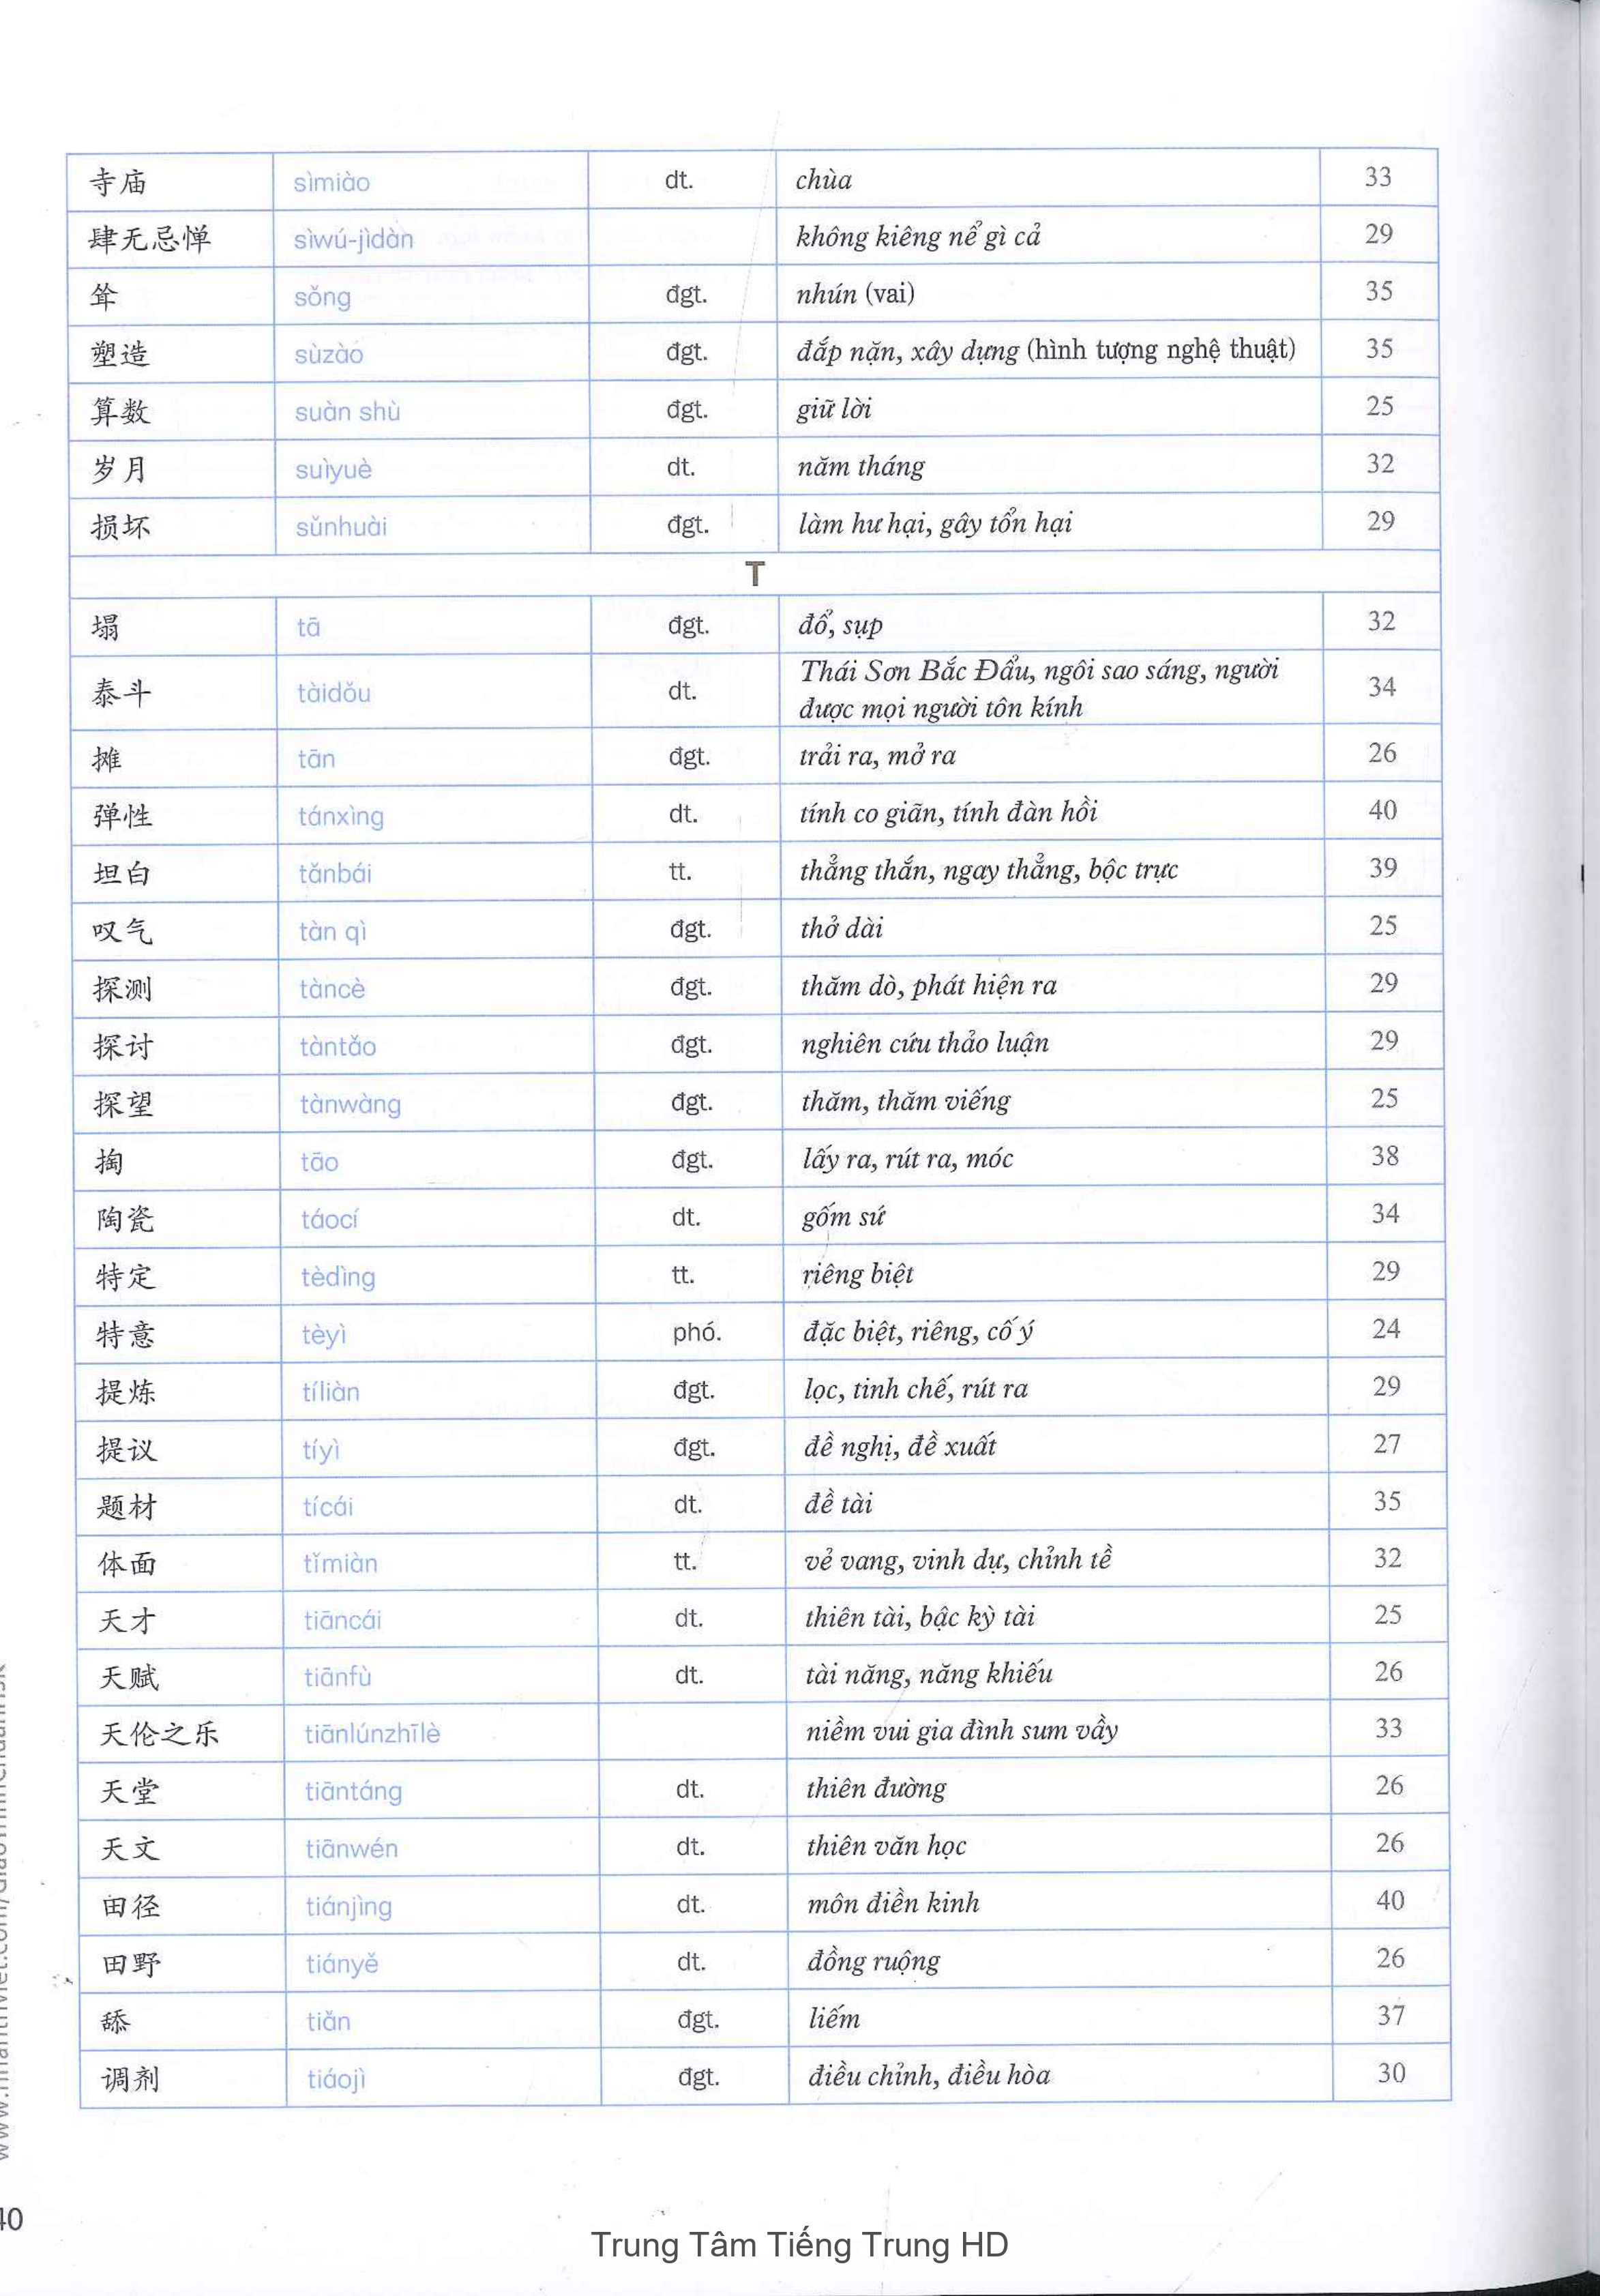 寺庙 sìmiào dt. chùa 33
肆无忌惮 sìwú-jìdàn không kiêng nể gì cả 29
耸 sǒng đgt. nhún (vai) 35
塑造 sùzào đgt. đắp nặn, xây dựng (hình tượng nghệ thuật) 35
算数 suàn shù đgt. giữ lời 25
岁月 suìyuè dt. năm tháng 32
损坏 sǔnhuài đgt. làm hư hại, gây tổn hại 29
T
塌 tā đgt. đổ, sụp 32
泰斗 tàidǒu dt. Thái Sơn Bắc Đẩu, ngôi sao sáng, người
được mọi người tôn kính 34
摊 tān đgt. trải ra, mở ra 26
弹性 tánxìng dt. tính co giãn, tính đàn hồi 40
坦白 tǎnbái tt. thẳng thắn, ngay thẳng, bộc trực 39
叹气 tàn qì đgt. thở dài 25
探测 tàncè đgt. thăm dò, phát hiện ra 29
探讨 tàntǎo đgt. nghiên cứu thảo luận 29
探望 tànwàng đgt. thăm, thăm viếng 25
掏 tāo đgt. lấy ra, rút ra, móc 38
陶瓷 táocí dt. gốm sứ 34
特定 tèdìng tt. riêng biệt 29
特意 tèyì phó. đặc biệt, riêng, cố ý 24
提炼 tíliàn đgt. lọc, tinh chế, rút ra 29
提议 tíyì đgt. đề nghị, đề xuất 27
题材 tícái dt. đề tài 35
体面 tǐmiàn tt. vẻ vang, vinh dự, chỉnh tề 32
天才 tiāncái dt. thiên tài, bậc kỳ tài 25
天赋 tiānfù dt. tài năng, năng khiếu 26
天伦之乐 tiānlúnzhīlè niềm vui gia đình sum vầy 33
天堂 tiāntáng dt. thiên đường 26
天文 tiānwén dt. thiên văn học 26
田径 tiánjìng dt. môn điền kinh 40
田野 tiányě dt. đồng ruộng 26
舔 tiǎn đgt. liếm 37
调剂 tiáojì đgt. điều chỉnh, điều hòa 30
Trung Tâm Tiếng Trung HD